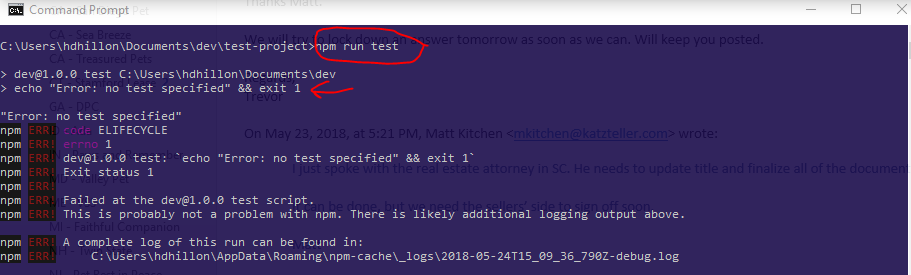 Command Prompt
CA - Sea Breeze
CA - Treasured Pets
GA - DPC
MI - Faithful Companion
Thanks Matt.
We will try to lock down an answer tomorrow as soon as we can. Will keep you posted.
Trevor
On May 23, 2018, at 5:21 PM, Matt Kitchen <mkitchen@katzteller.com> wrote:
I just spoke with the real estate attorney in SC. He needs to update title and finalize all of the document
be done, but we need the sellers' side to sign off soon.
C:\Users\hdhillon\Documents\dev\test-project>npm run test
> dev@1.0.0 test C:\Users\hdhillon\Documents\dev
> echo "Error: no test specified" && exit 1
"Error: no test specified"
npm ERR! code ELIFECYCLE
npm ERR! errno 1
npm ERR! dev@1.0.0 test: `echo "Error: no test specified" && exit 1`
npm ERR! Exit status 1
npm ERR!
npm ERR! Failed at the dev@1.0.0 test script.
npm ERR! This is probably not a problem with npm. There is likely additional logging output above.
npm ERR! A complete log of this run can be found in:
npm ERR!     C:\Users\hdhillon\AppData\Roaming\npm-cache\_logs\2018-05-24T15_09_36_790Z-debug.log